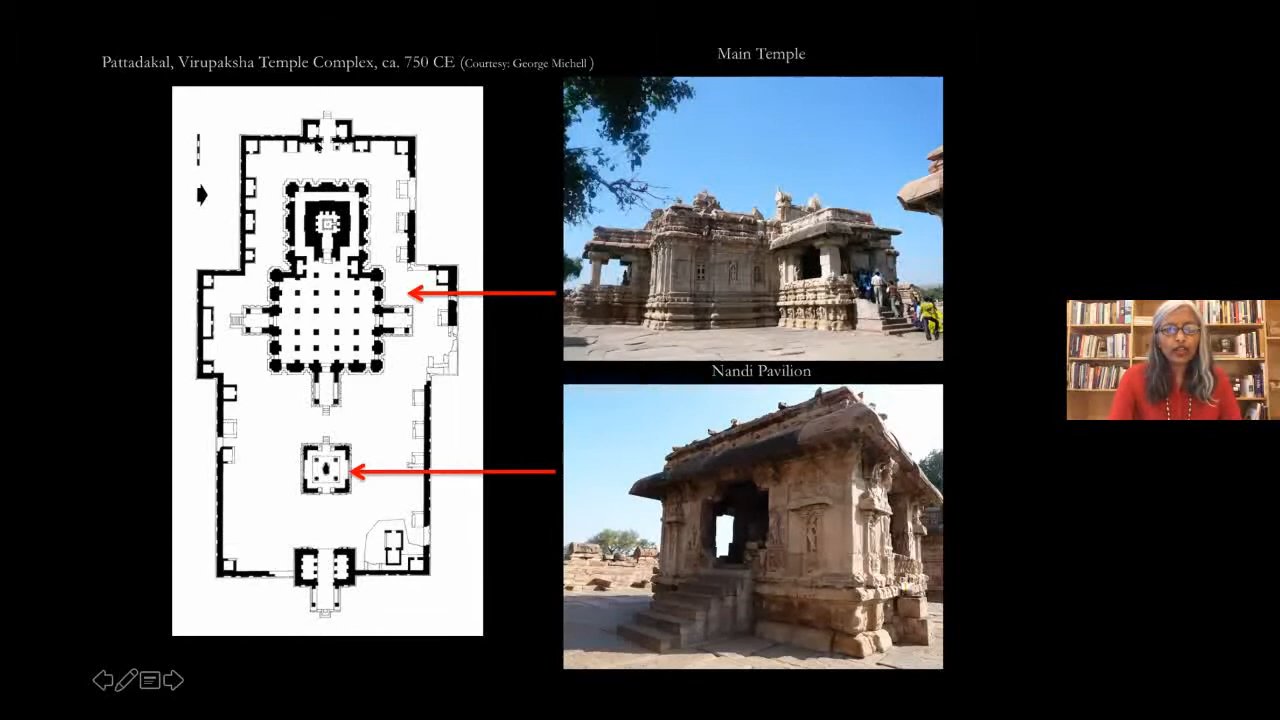 Pattadakal, Virupaksha Temple Complex, ca. 750 CE (Courtesy: George Michell )
Main Temple
Nandi Pavilion